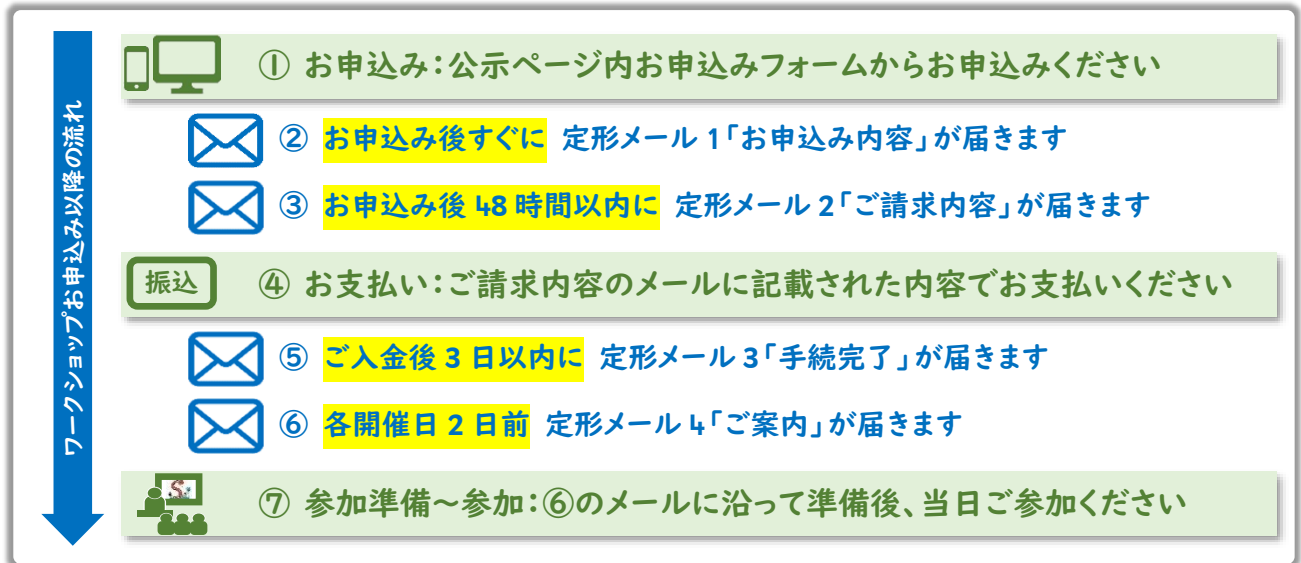 ワークショップお申込み以降の流れ
① お申込み：公示ページ内お申込みフォームからお申込みください
② お申込み後すぐに 定形メール 1「お申込み内容」が届きます
③ お申込み後 48 時間以内に 定形メール 2「ご請求内容」が届きます
振込 ④ お支払い：ご請求内容のメールに記載された内容でお支払いください
⑤ ご入金後 3 日以内に 定形メール 3「手続完了」が届きます
⑥ 各開催日 2 日前 定形メール 4「ご案内」が届きます
⑦ 参加準備～参加：⑥のメールに沿って準備後、当日ご参加ください